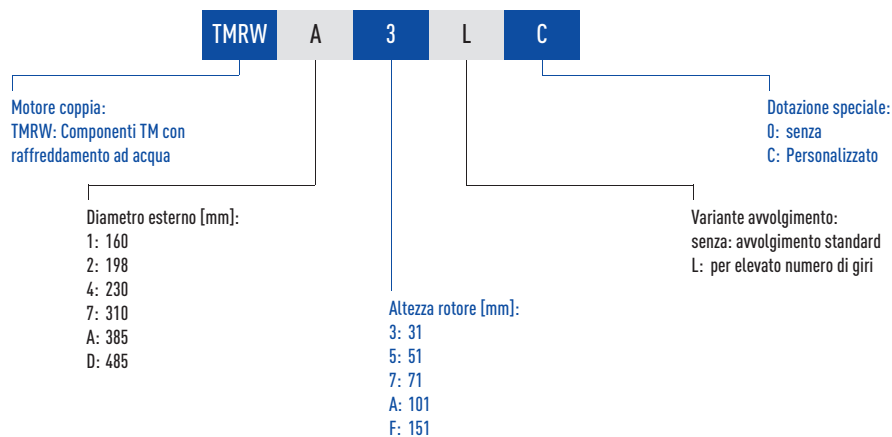 TMRW A 3 L C
Motore coppia:
TMRW: Componenti TM con
raffreddamento ad acqua
Dotazione speciale:
0: senza
C: Personalizzato
Diametro esterno [mm]:
1: 160
2: 198
4: 230
7: 310
A: 385
D: 485
Variante avvolgimento:
senza: avvolgimento standard
L: per elevato numero di giri
Altezza rotore [mm]:
3: 31
5: 51
7: 71
A: 101
F: 151